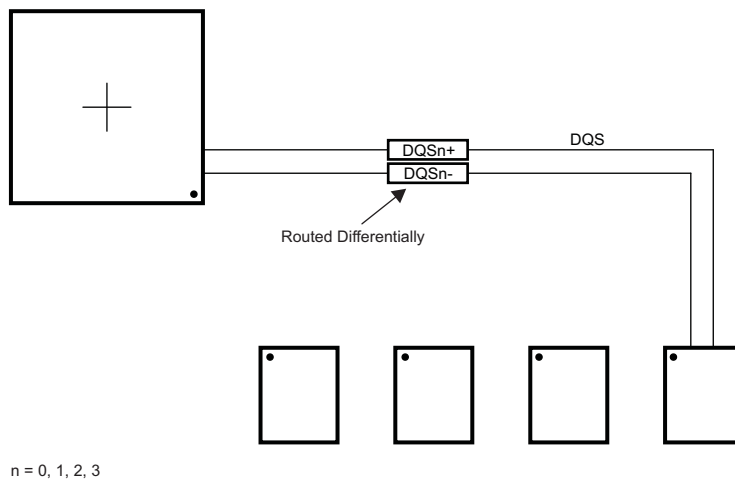 DQSn+
DQS
DQSn-
Routed Differentially
n = 0, 1, 2, 3